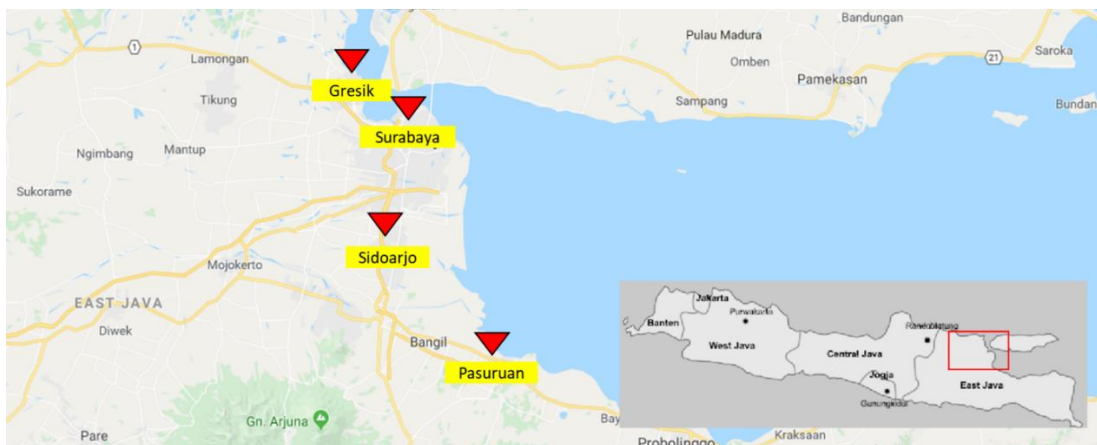 Bandungan
Pulau Madura
Saroka
1
21
Lamongan
Omben
Pamekasan
Gresik
Tikung
Sampang
Bundan
Surabaya
Ngimbang
Mantup
Sukorame
Sidoarjo
Mojokerto
EAST JAVA
Diwek
Bangil
Pasuruan
Gn. Arjuna
Pare
Bay
Probolinggo
Kraksaan
Jakarta
Banten
Purwakarta
West Java
Central Java
Jogja
East Java